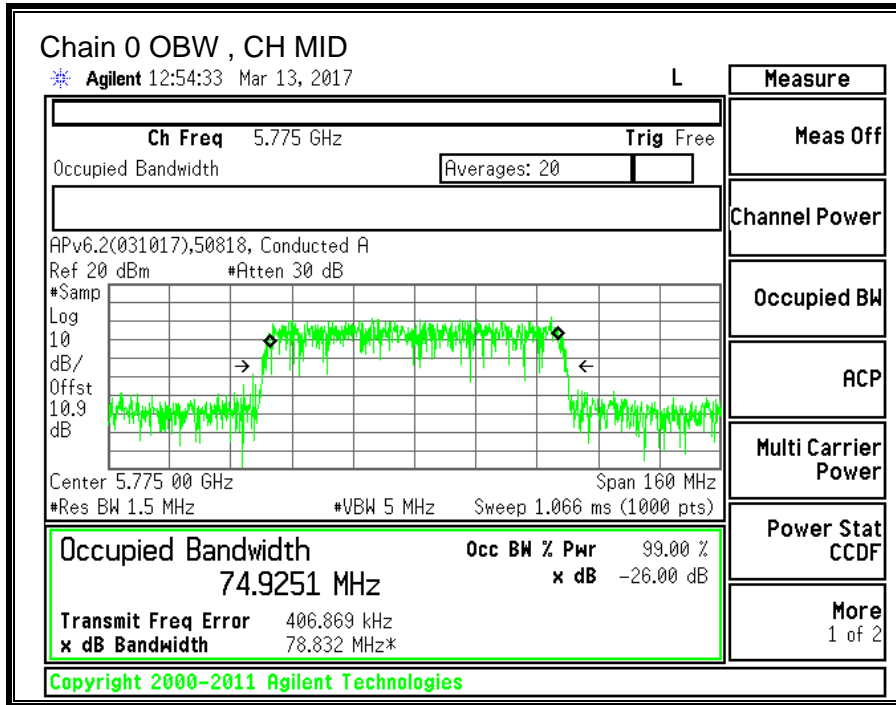 Chain 0 OBW , CH MID
Agilent 12:54:33 Mar 13, 2017 L
Measure
Ch Freq 5.775 GHz Trig Free
Meas Off
Occupied Bandwidth Averages: 20
Channel Power
APv6.2(031017),50818, Conducted A
Ref 20 dBm #Atten 30 dB
#Samp
Log
10
dB/
Offst
10.9
dB
Occupied BW
ACP
Center 5.775 00 GHz Span 160 MHz
#Res BW 1.5 MHz #VBW 5 MHz Sweep 1.066 ms (1000 pts)
Multi Carrier
Power
Occupied Bandwidth Occ BW % Pwr 99.00 %
74.9251 MHz x dB -26.00 dB
Power Stat
CCDF
Transmit Freq Error 406.869 kHz
x dB Bandwidth 78.832 MHz*
More
1 of 2
Copyright 2000-2011 Agilent Technologies